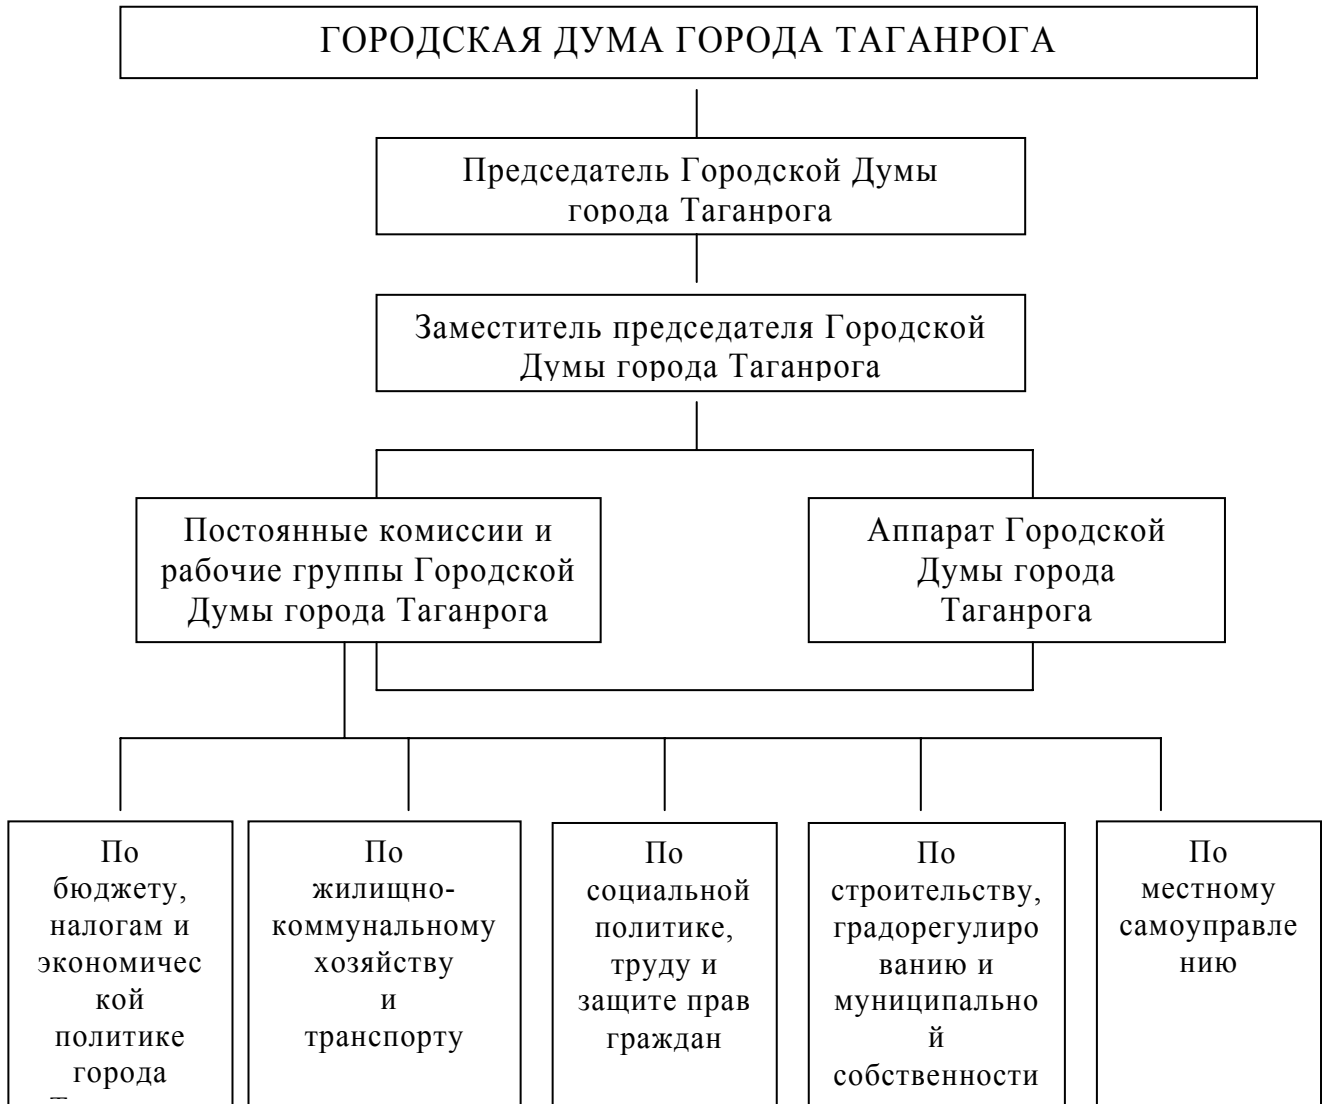 ГОРОДСКАЯ ДУМА ГОРОДА ТАГАНРОГА
Председатель Городской Думы
города Таганрога
Заместитель председателя Городской
Думы города Таганрога
Постоянные комиссии и
рабочие группы Городской
Думы города Таганрога
Аппарат Городской
Думы города
Таганрога
По
бюджету,
налогам и
экономичес
кой
политике
города
По
жилищно-
коммунальному
хозяйству
и
транспорту
По
социальной
политике,
труду и
защите прав
граждан
По
строительству,
градорегулиро
ванию и
муниципально
й
собственности
По
местному
самоуправле
нию